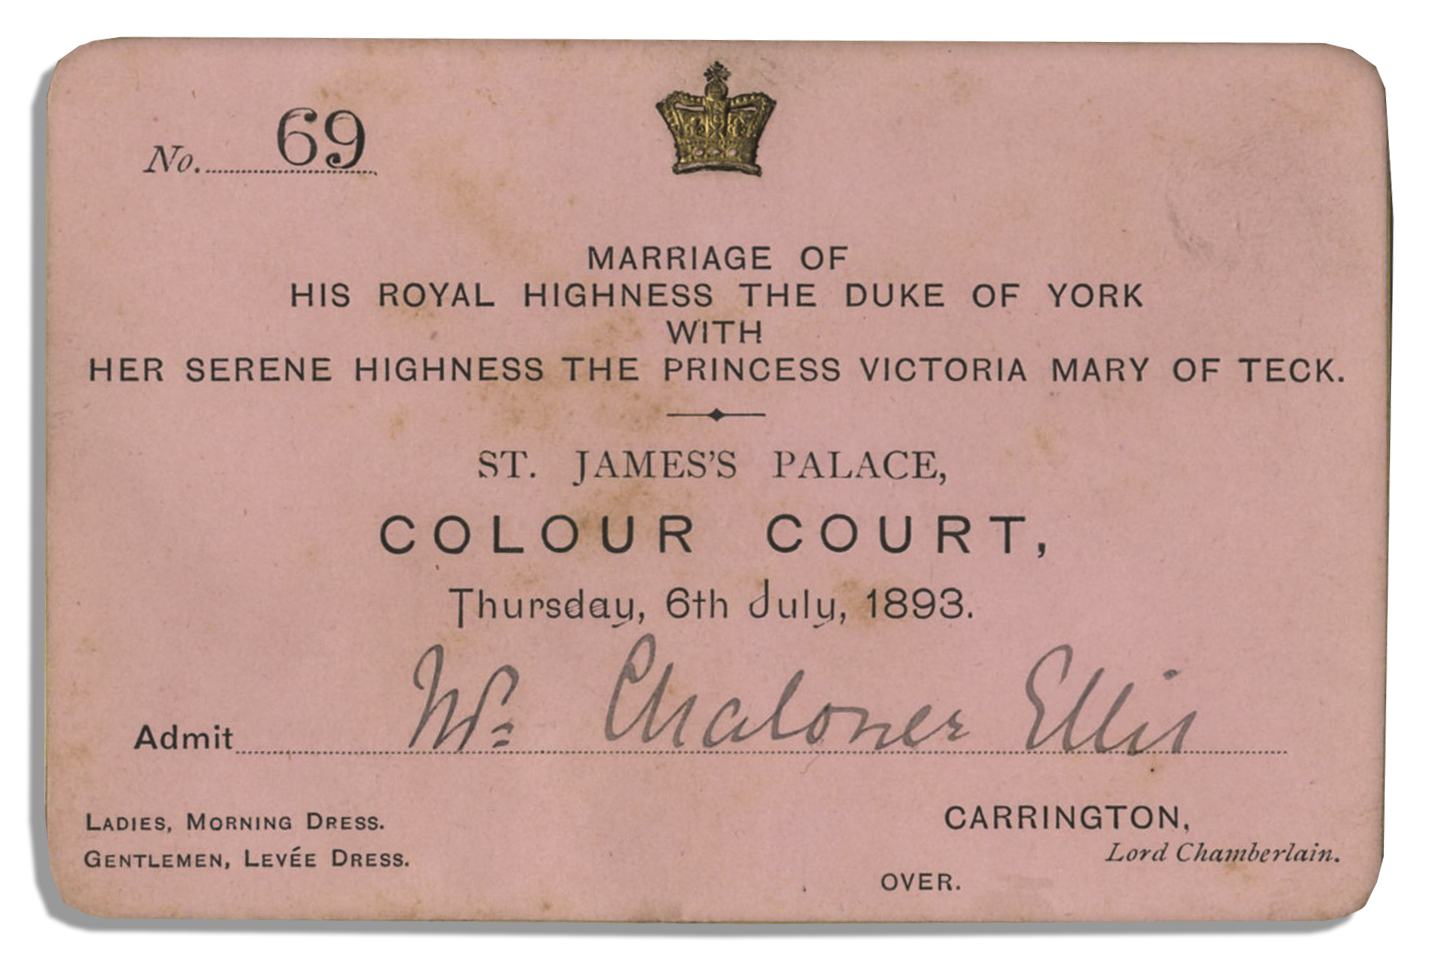 No. 69
MARRIAGE OF
HIS ROYAL HIGHNESS THE DUKE OF YORK
WITH
HER SERENE HIGHNESS THE PRINCESS VICTORIA MARY OF TECK.
ST. JAMES'S PALACE,
COLOUR COURT,
Thursday, 6th July, 1893.
Admit Mr. Chaloner Ellis
LADIES, MORNING DRESS.
GENTLEMEN, LEVÉE DRESS.
CARRINGTON,
Lord Chamberlain.
OVER.